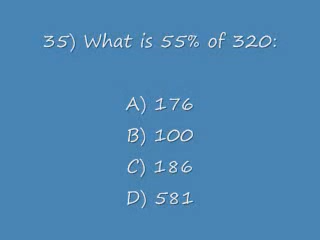 35) What is 55% of 320:
A) 176
B) 100
C) 186
D) 581